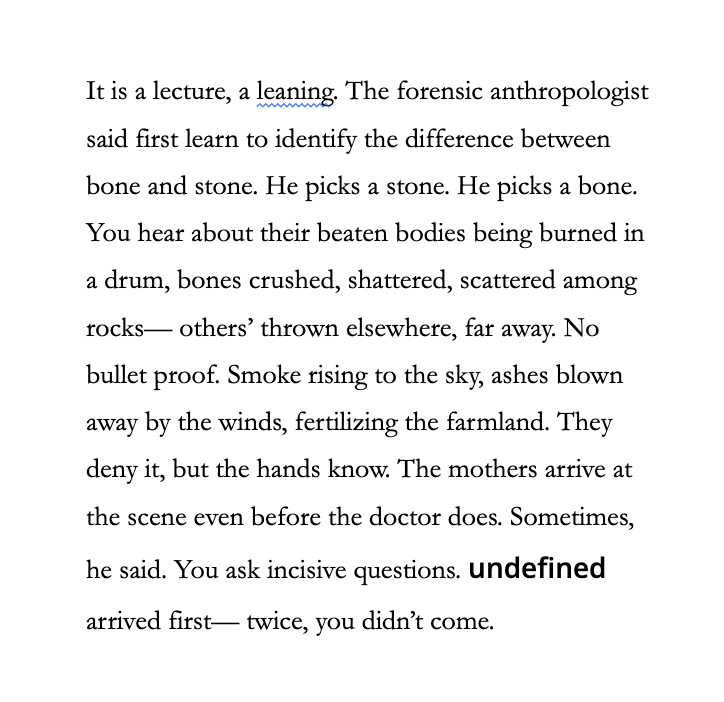 It is a lecture, a leaning. The forensic anthropologist
said first learn to identify the difference between
bone and stone. He picks a stone. He picks a bone.
You hear about their beaten bodies being burned in
a drum, bones crushed, shattered, scattered among
rocks— others’ thrown elsewhere, far away. No
bullet proof. Smoke rising to the sky, ashes blown
away by the winds, fertilizing the farmland. They
deny it, but the hands know. The mothers arrive at
the scene even before the doctor does. Sometimes,
he said. You ask incisive questions. undefined
arrived first— twice, you didn’t come.